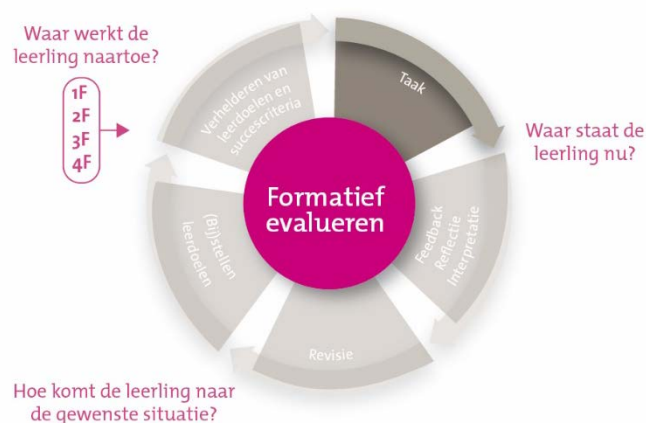 Waar werkt de
leerling naartoe?
1F
2F
3F
4F
Verhelderen van
leerdoelen en
succescriteria
Taak
Waar staat de
leerling nu?
Formatief
evalueren
Feedback
Reflectie
Interpretatie
(Bij)stellen
leerdoelen
Revisie
Hoe komt de leerling naar
de gewenste situatie?